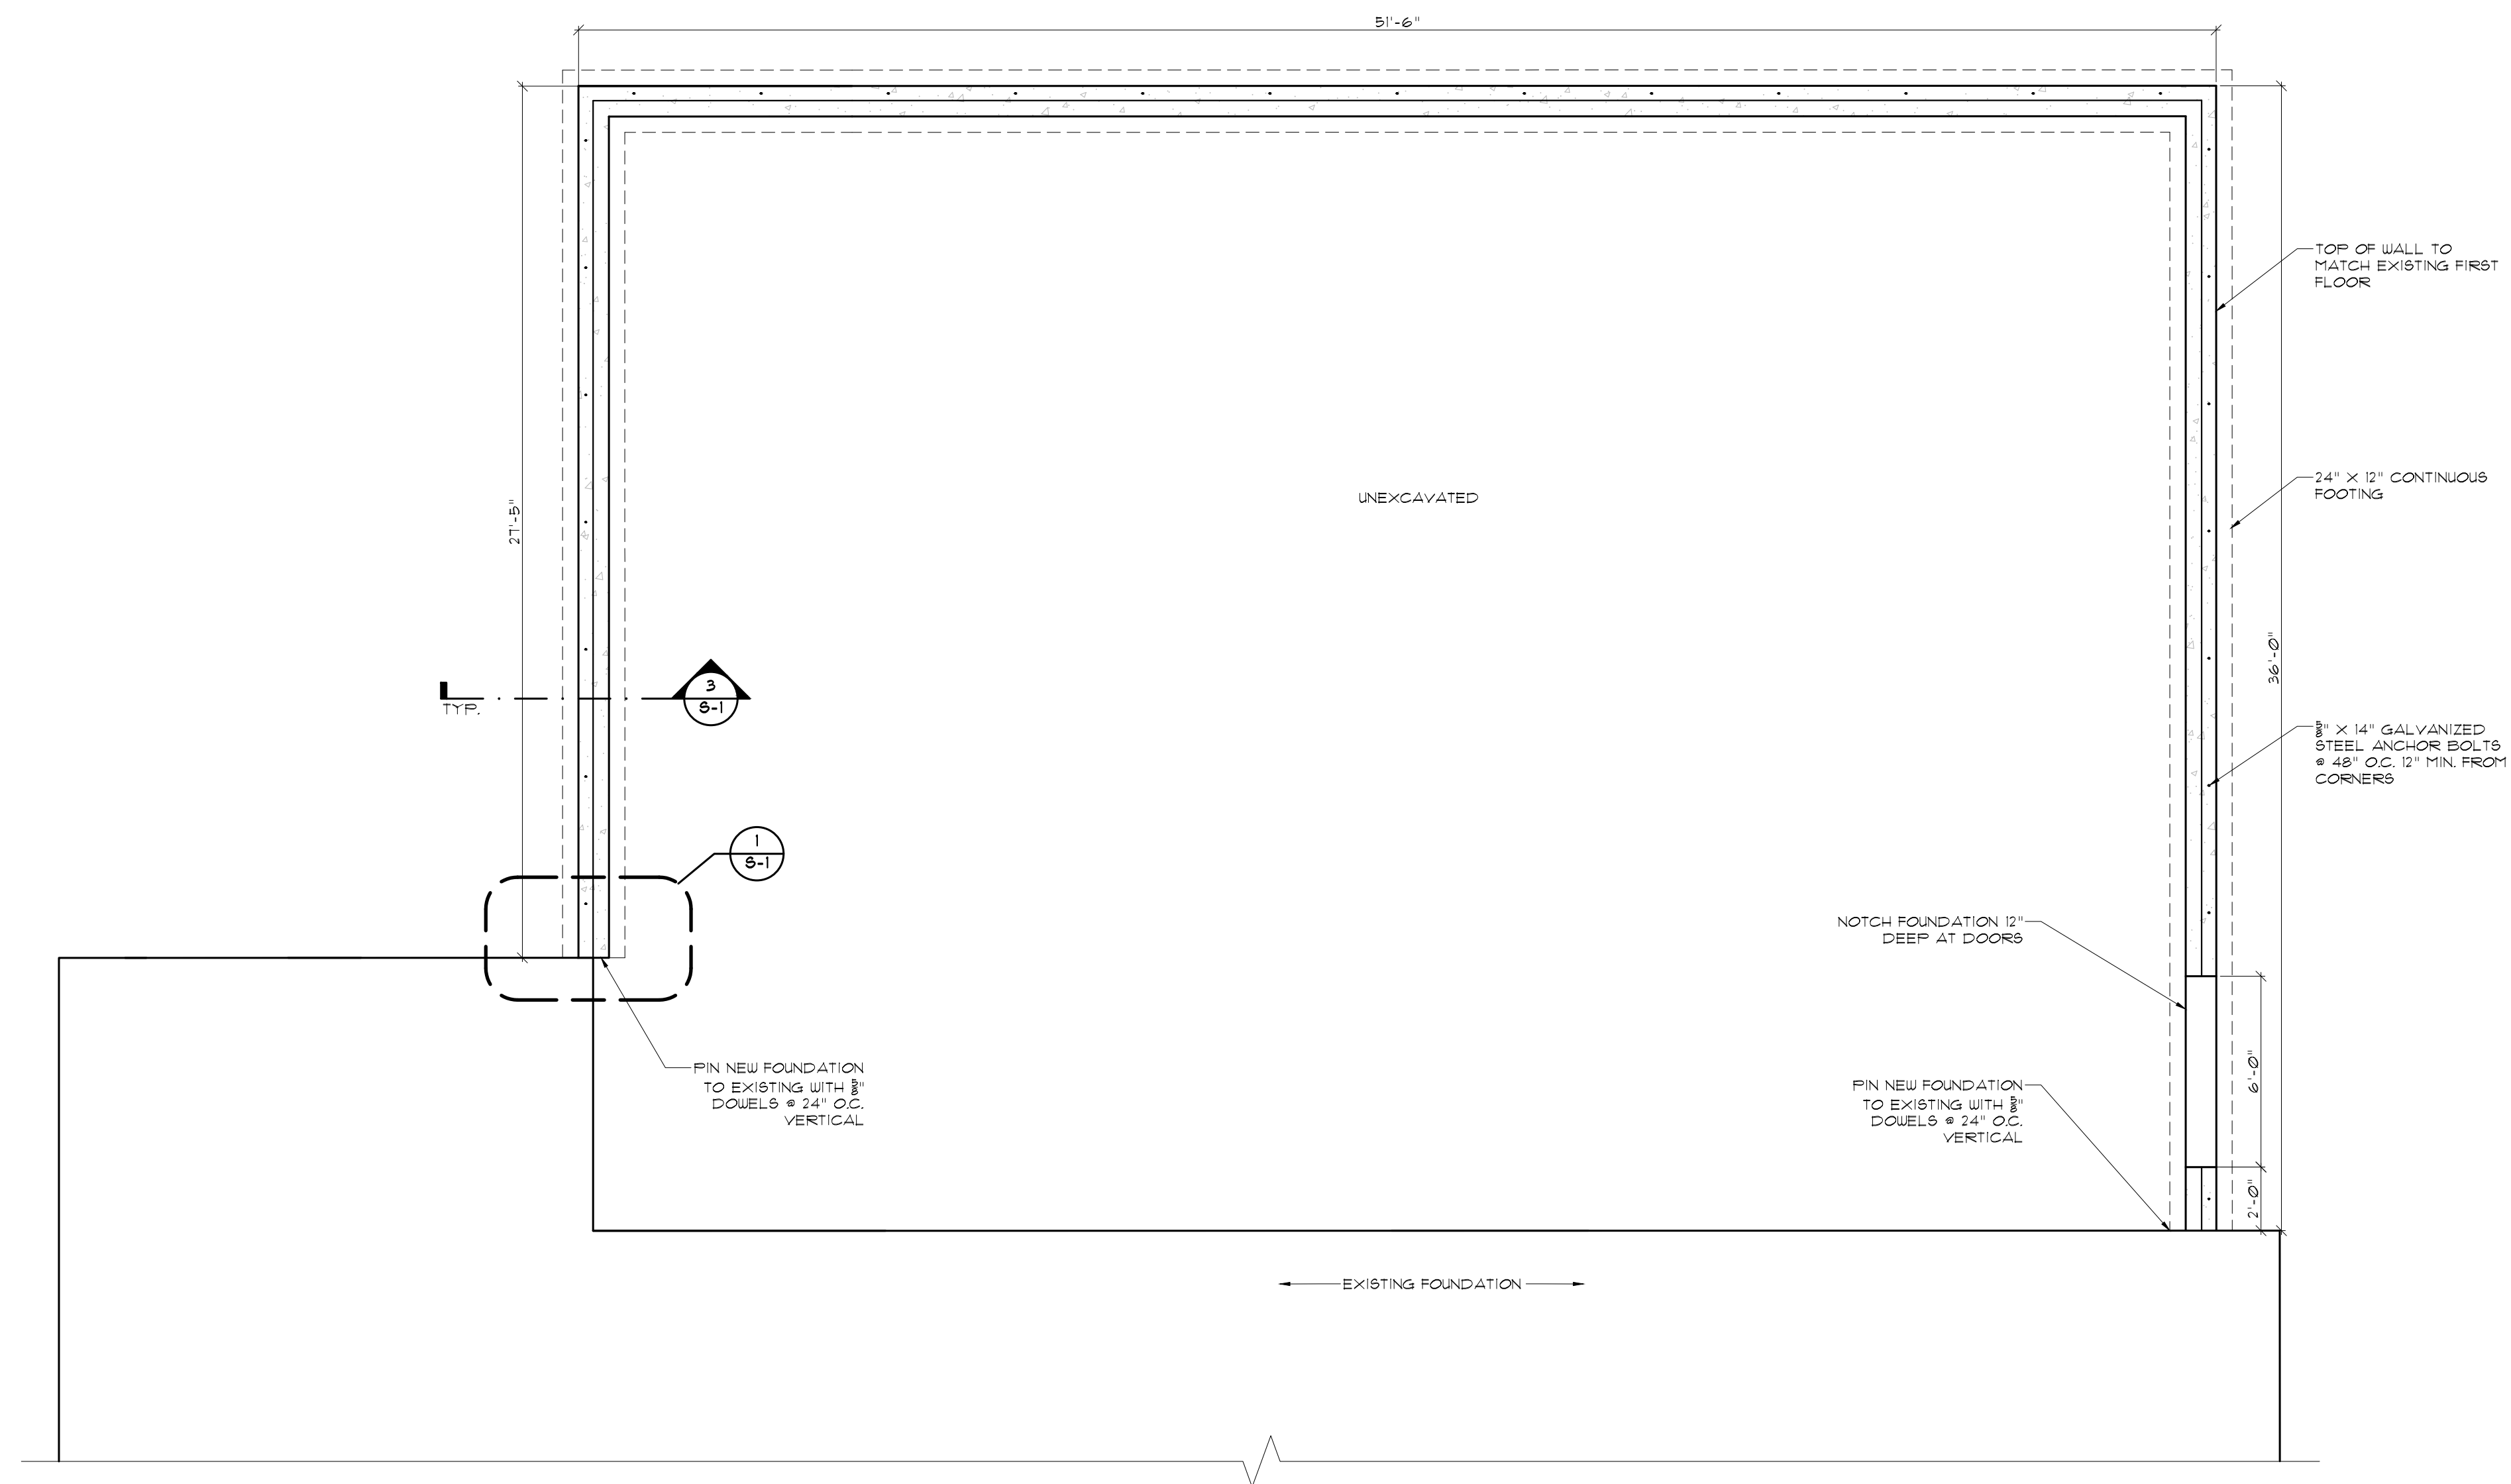 51'-6"
TOP OF WALL TO
MATCH EXISTING FIRST
FLOOR
24" X 12" CONTINUOUS
FOOTING
UNEXCAVATED
27'-5"
36'-0"
3
S-1
TYP.
5/8" X 14" GALVANIZED
STEEL ANCHOR BOLTS
@ 48" O.C. 12" MIN. FROM
CORNERS
1
S-1
NOTCH FOUNDATION 12"
DEEP AT DOORS
PIN NEW FOUNDATION
TO EXISTING WITH 5/8"
DOWELS @ 24" O.C.
VERTICAL
PIN NEW FOUNDATION
TO EXISTING WITH 5/8"
DOWELS @ 24" O.C.
VERTICAL
6'-0"
2'-0"
EXISTING FOUNDATION